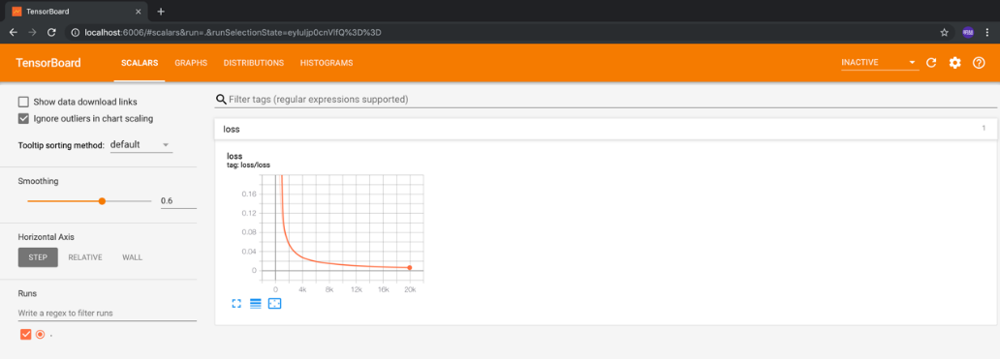 TensorBoard
localhost:6006/#scalars&run=.&runSelectionState=eyIuIjp0cnVlfQ%3D%3D
TensorBoard
SCALARS
GRAPHS
DISTRIBUTIONS
HISTOGRAMS
INACTIVE
Show data download links
Ignore outliers in chart scaling
Tooltip sorting method: default
Smoothing
0.6
Horizontal Axis
STEP
RELATIVE
WALL
Runs
Write a regex to filter runs
.
Filter tags (regular expressions supported)
loss
1
loss
tag: loss/loss
0.16
0.12
0.08
0.04
0
0 4k 8k 12k 16k 20k